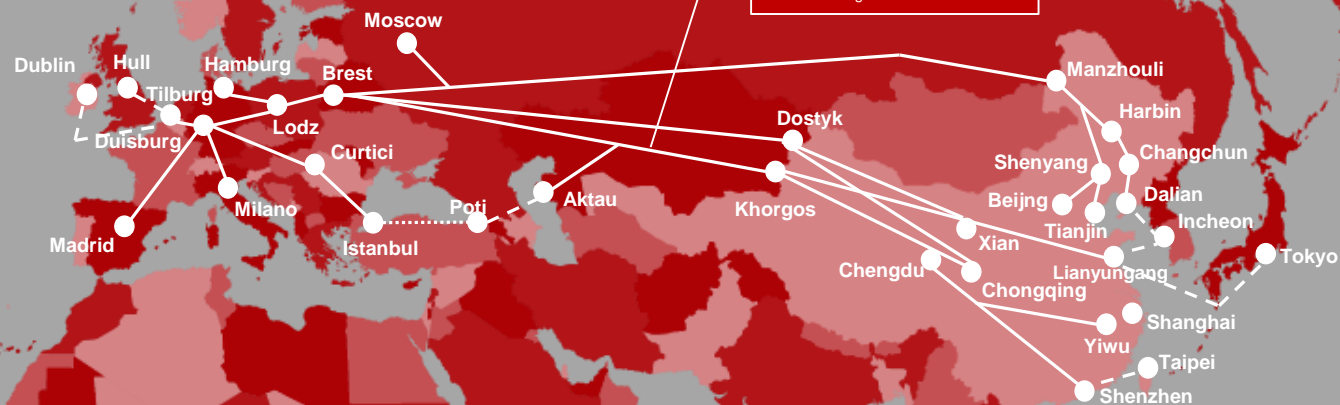 Moscow
Dublin
Hull
Hamburg
Brest
Manzhouli
Tilburg
Harbin
Dostyk
Lodz
Duisburg
Curtici
Changchun
Shenyang
Dalian
Aktau
Beijng
Khorgos
Milano
Poti
Incheon
Tianjin
Madrid
Istanbul
Xian
Tokyo
Chengdu
Lianyungang
Chongqing
Shanghai
Yiwu
Taipei
Shenzhen